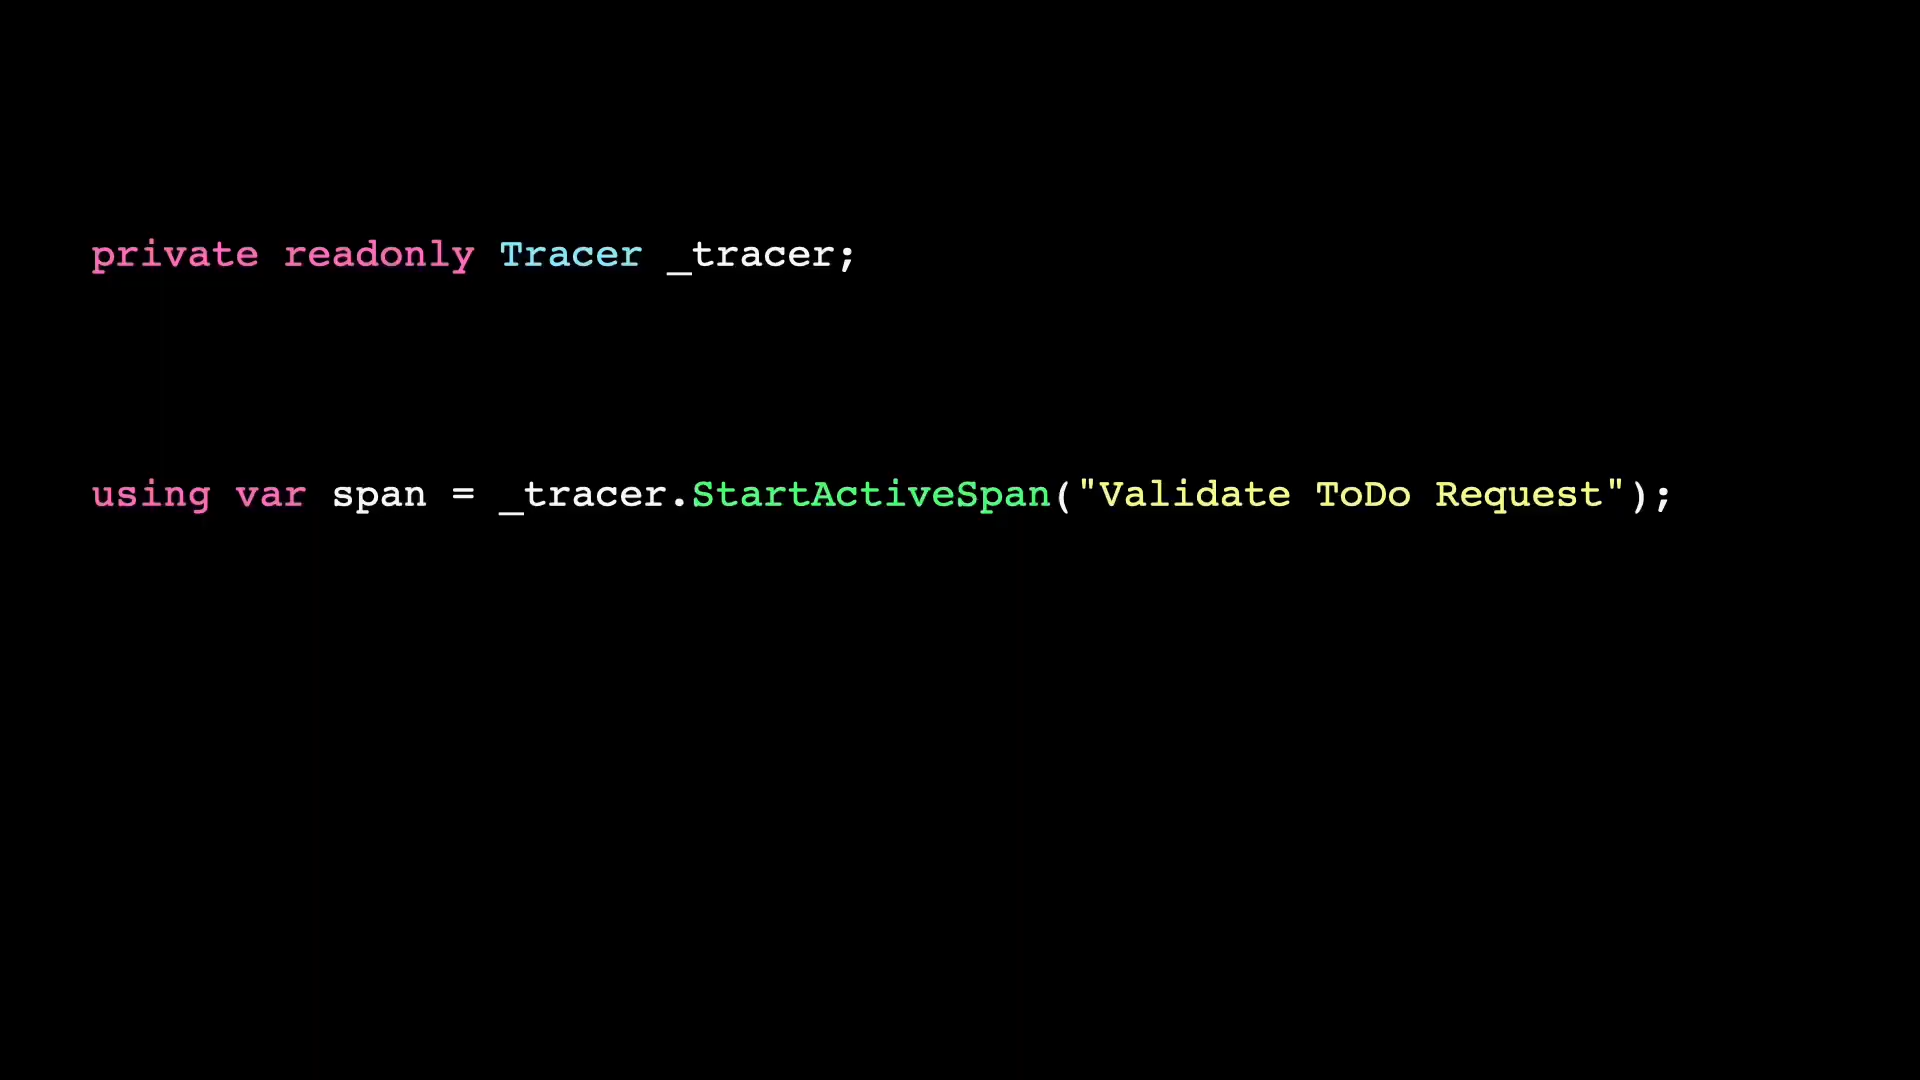 private readonly Tracer _tracer;
using var span = _tracer.StartActiveSpan("Validate ToDo Request");